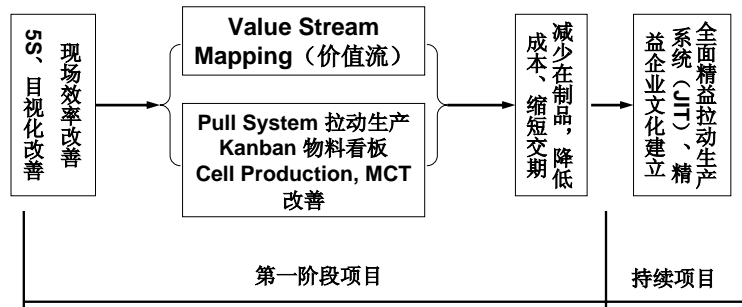 现场效率改善
5S、目视化改善
Value Stream
Mapping（价值流）
Pull System 拉动生产
Kanban 物料看板
Cell Production, MCT
改善
减少在制品，降低
成本、缩短交期
全面精益拉动生产
系统（JIT）、精
益企业文化建立
第一阶段项目
持续项目